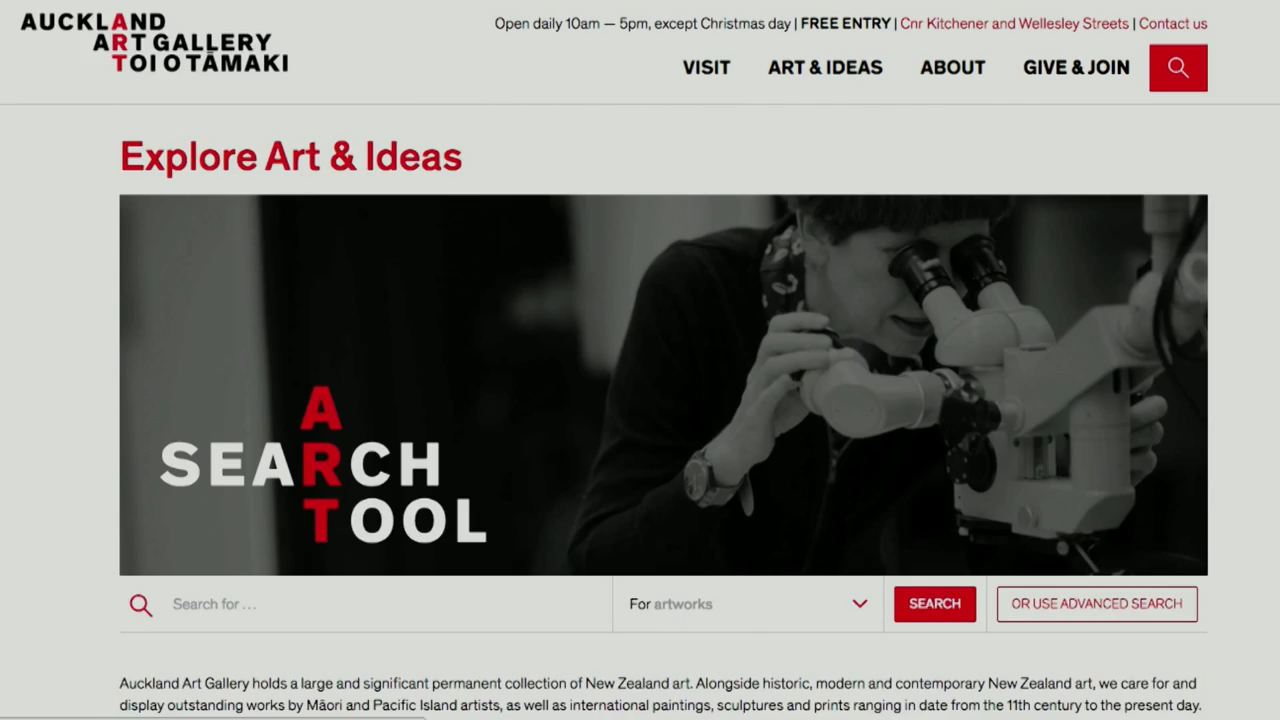 AUCKLAND
ART GALLERY
TOI O TĀMAKI
Open daily 10am — 5pm, except Christmas day | FREE ENTRY | Cnr Kitchener and Wellesley Streets | Contact us
VISIT ART & IDEAS ABOUT GIVE & JOIN
Explore Art & Ideas
A
SEARCH
TOOL
Search for ...
For artworks
SEARCH
OR USE ADVANCED SEARCH
Auckland Art Gallery holds a large and significant permanent collection of New Zealand art. Alongside historic, modern and contemporary New Zealand art, we care for and
display outstanding works by Māori and Pacific Island artists, as well as international paintings, sculptures and prints ranging in date from the 11th century to the present day.